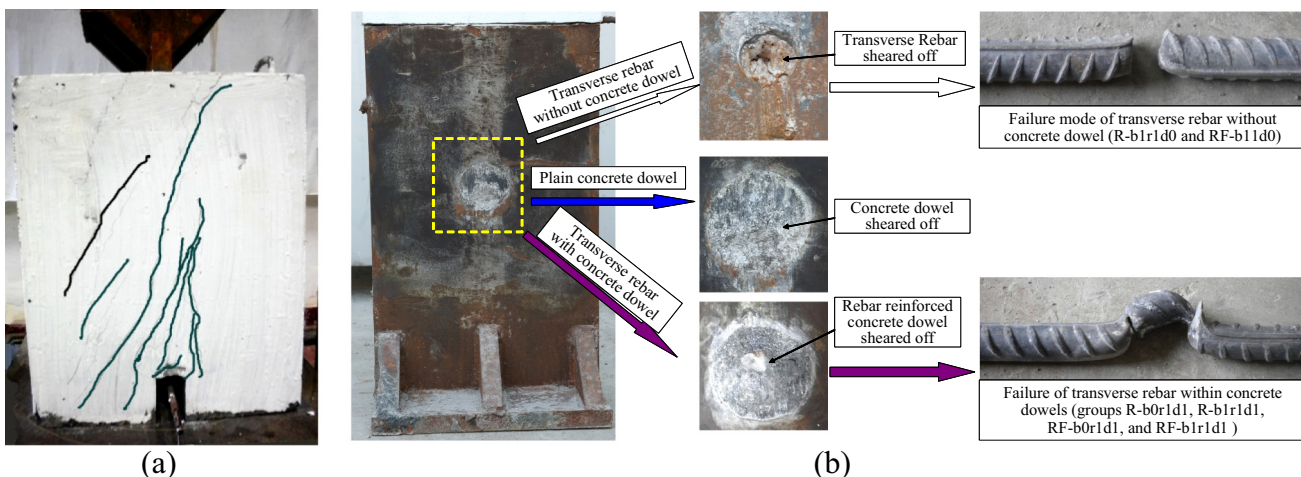 Transverse rebar
without concrete dowel
Transverse Rebar
sheared off
Failure mode of transverse rebar without
concrete dowel (R-b1r1d0 and RF-b11d0)
Plain concrete dowel
Concrete dowel
sheared off
Transverse rebar
with concrete dowel
Rebar reinforced
concrete dowel
sheared off
Failure of transverse rebar within concrete
dowels (groups R-b0r1d1, R-b1r1d1,
RF-b0r1d1, and RF-b1r1d1 )
(a)
(b)